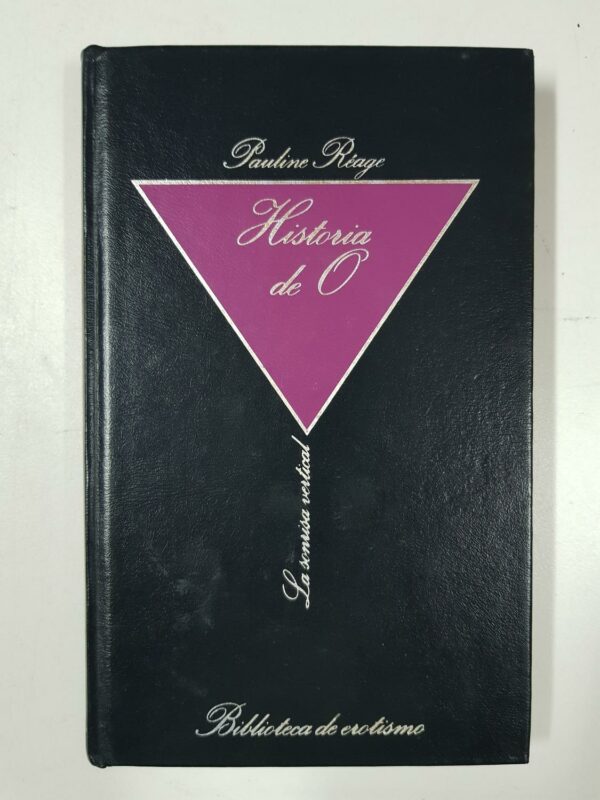 Pauline Réage
Historia
de O
La sonrisa vertical
Biblioteca de erotismo